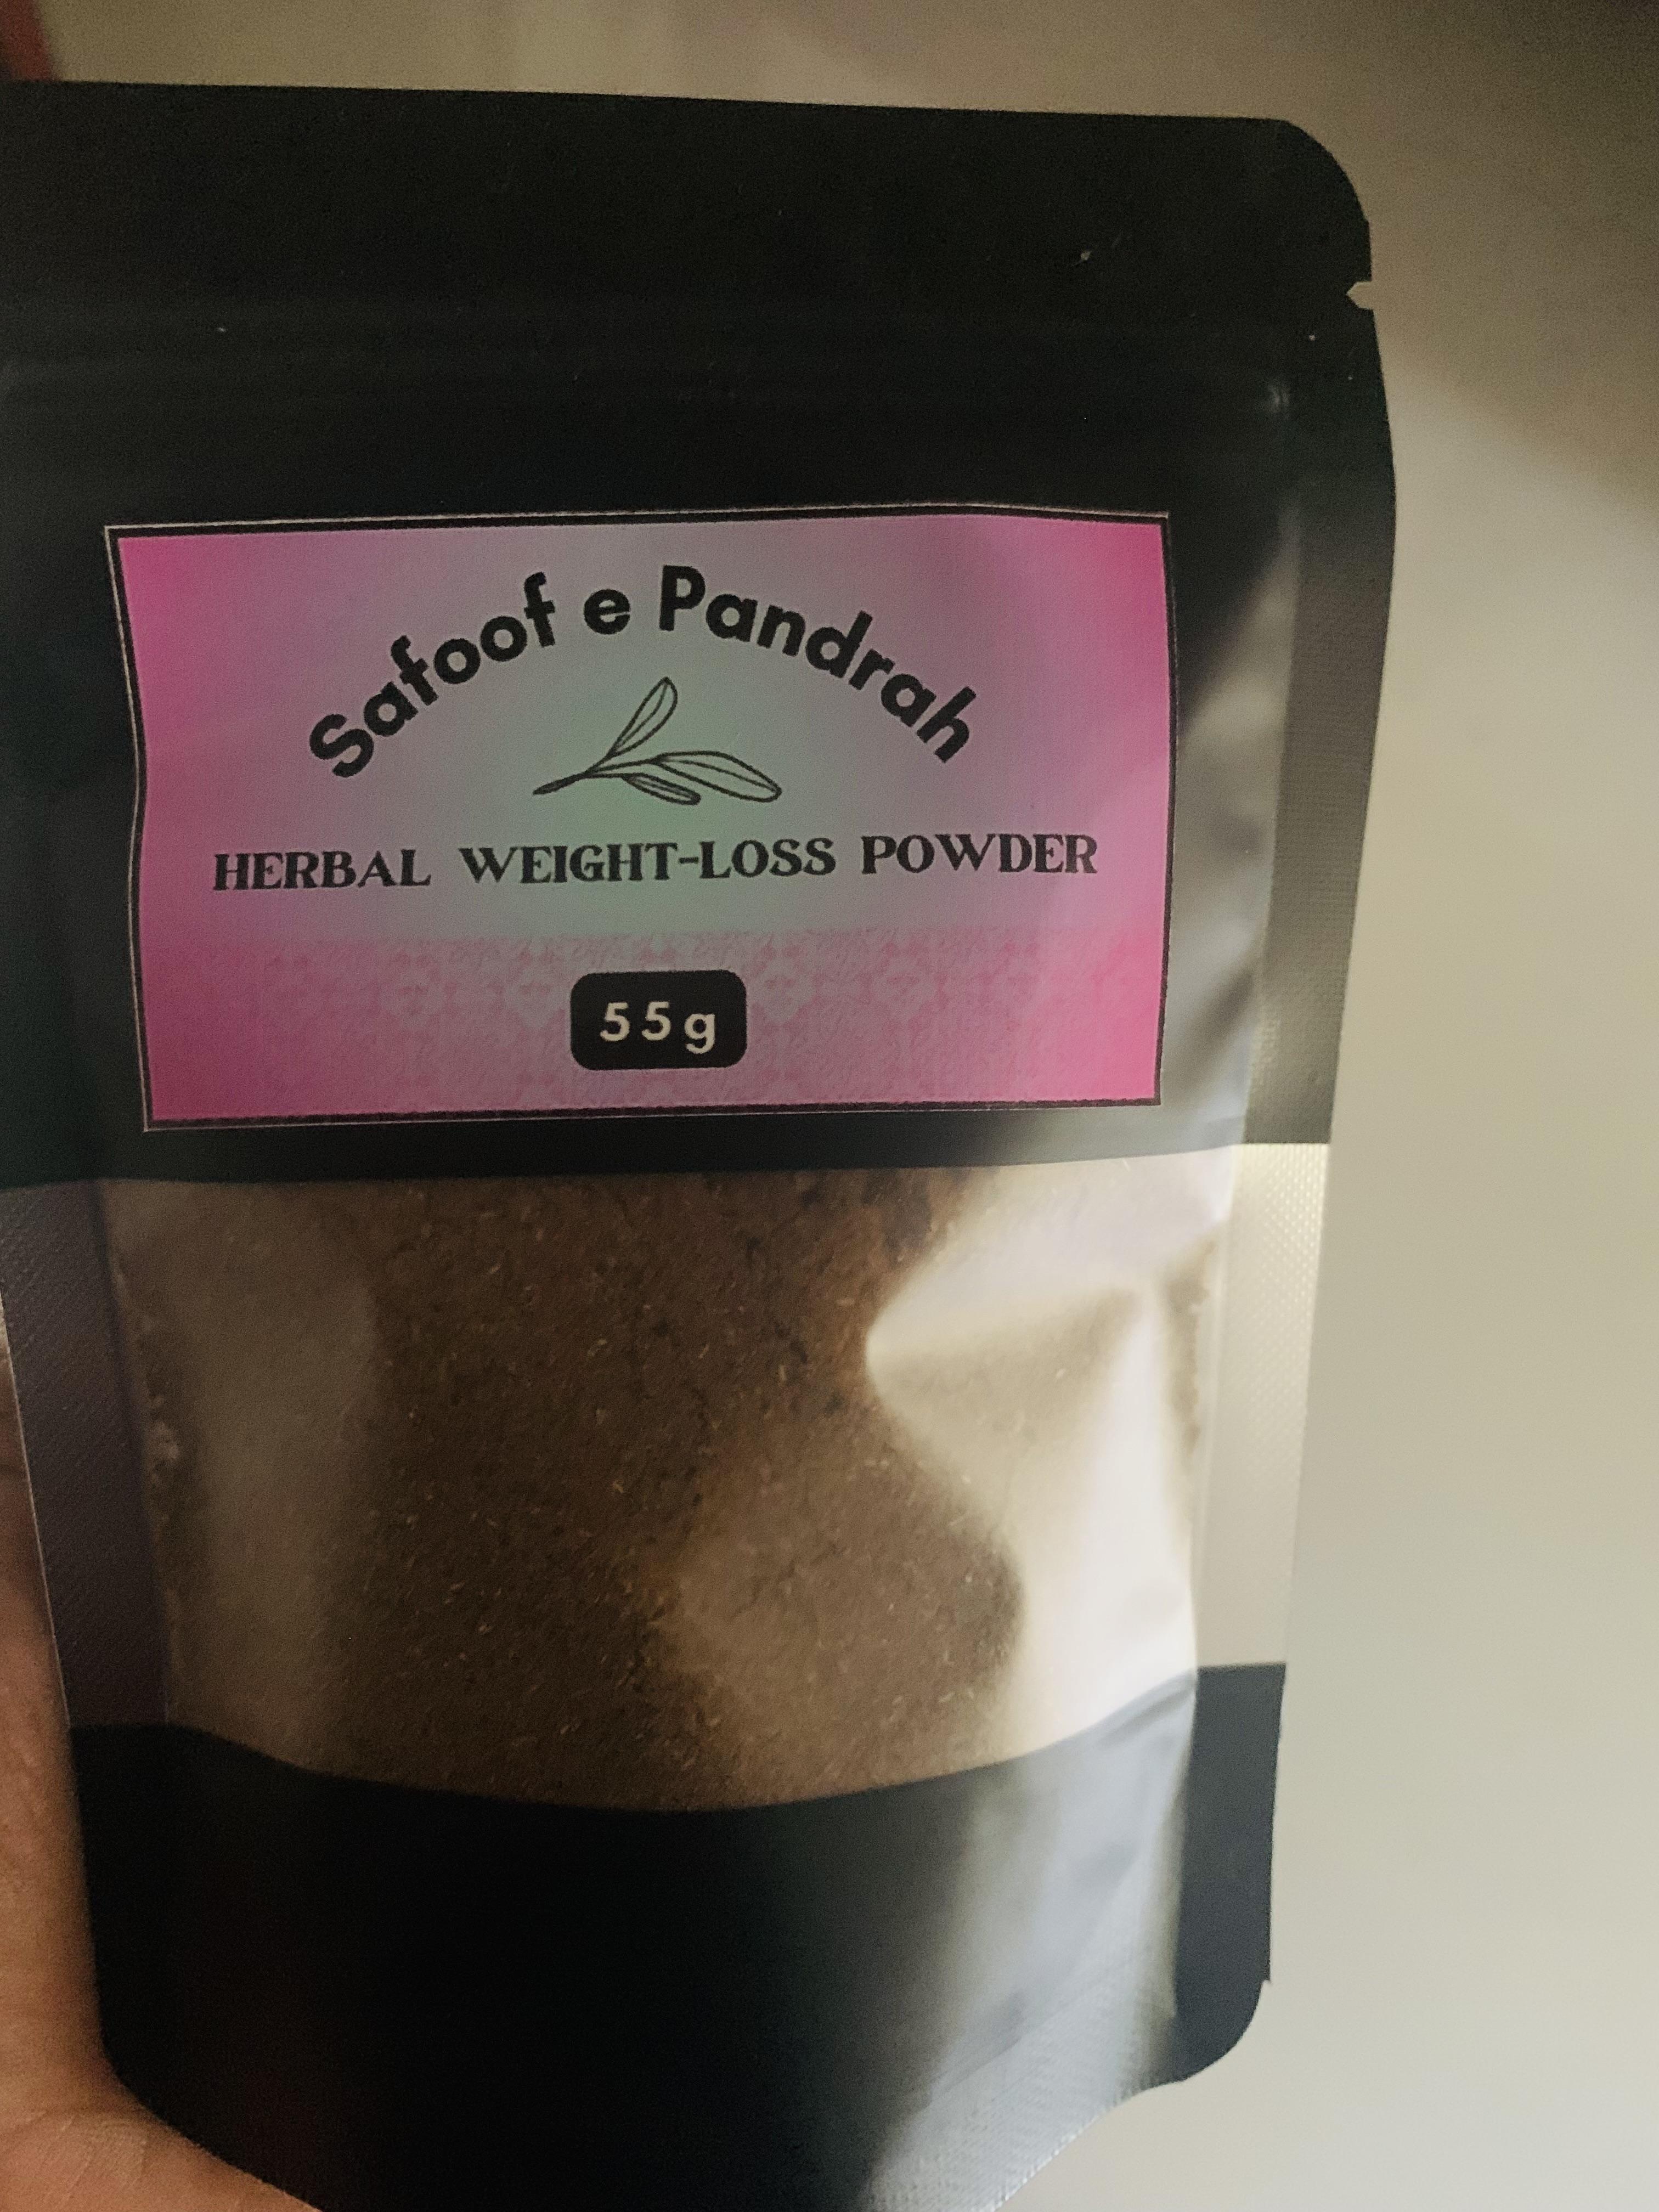 Safoof e Pandrah
HERBAL WEIGHT-LOSS POWDER
55g